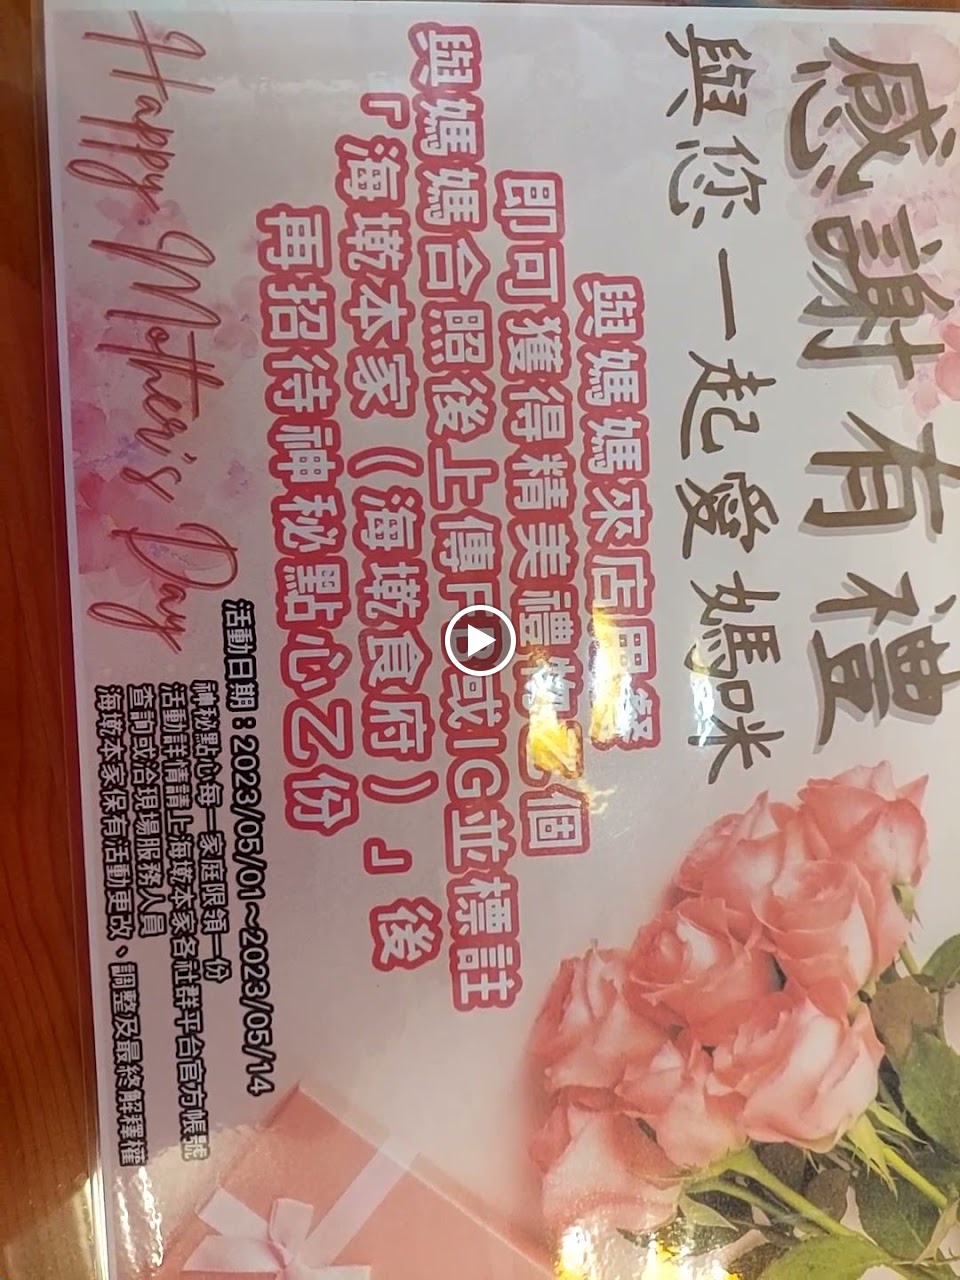 感謝有禮
與您一起愛媽咪
與媽媽來店用餐
即可獲得精美禮物乙個
與媽媽合照後上傳FB或IG並標註
「海墘本家(海墘食府)」後
再招待神秘點心乙份
活動日期：2023/05/01~2023/05/14
神秘點心每一家庭限領一份
活動詳情請上海墘本家各社群平台官方帳號
查詢或洽現場服務人員
海墘本家保有活動更改、調整及最終解釋權
Happy Mother's Day